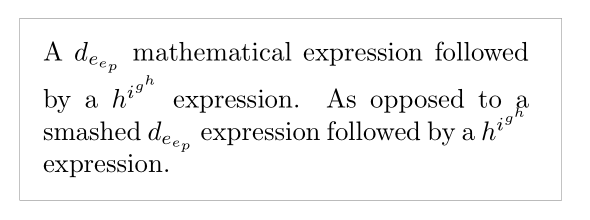 A $d_{e_{e_p}}$ mathematical expression followed
by a $h^{i^{g^h}}$ expression. As opposed to a
smashed $d_{e_{e_p}}$ expression followed by a $h^{i^{g^h}}$
expression.